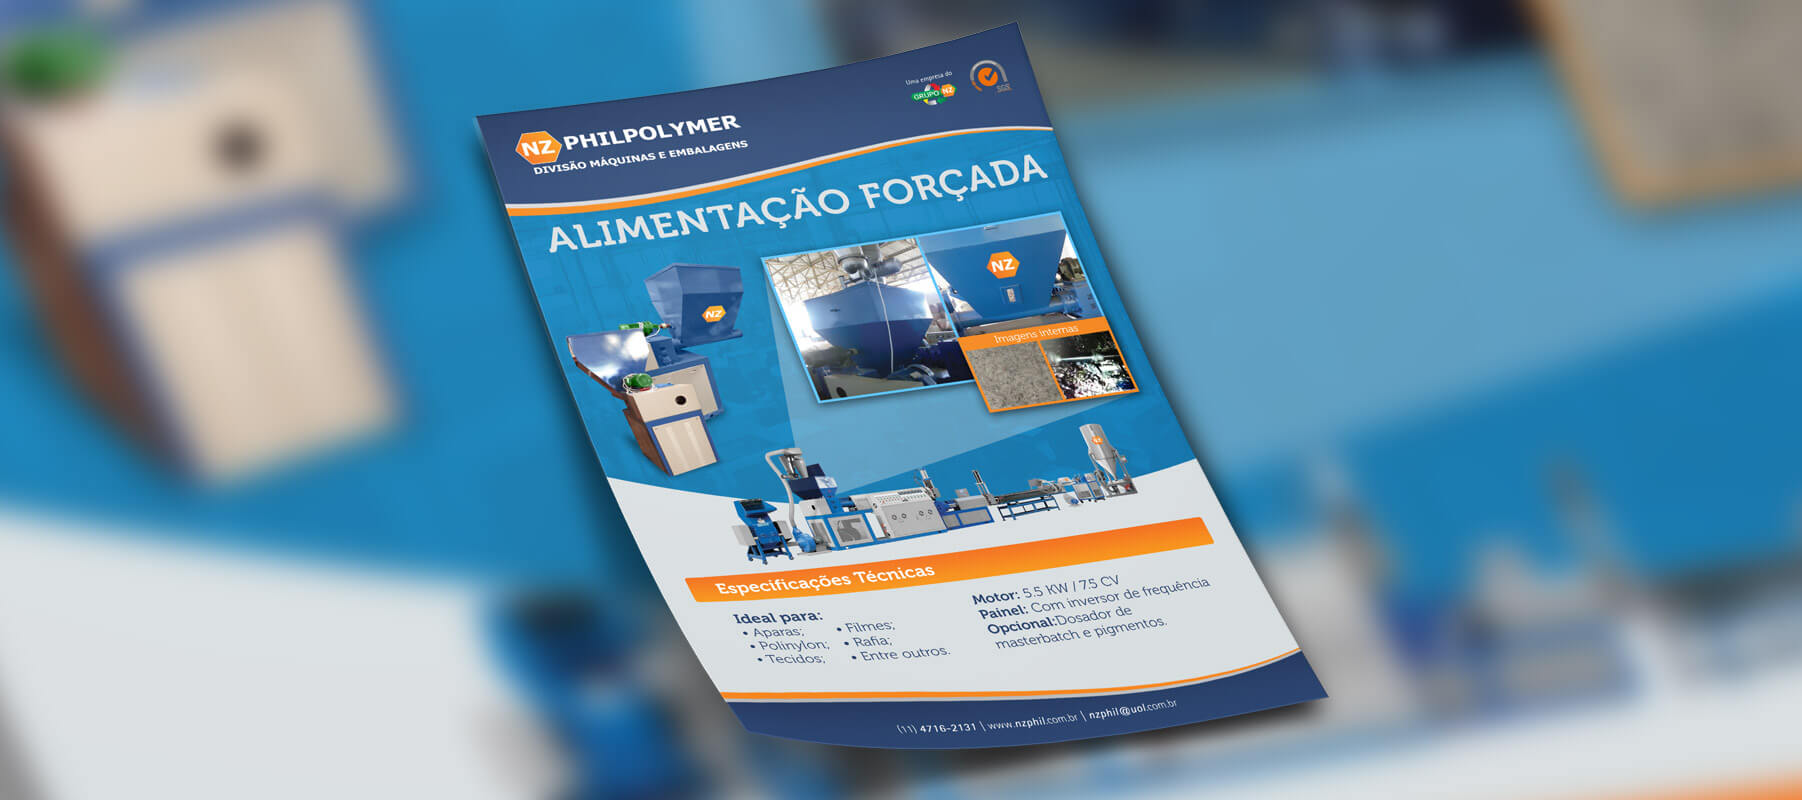 Uma empresa do
GRUPO NZ
SGS
NZ PHILPOLYMER
DIVISÃO MÁQUINAS E EMBALAGENS
ALIMENTAÇÃO FORÇADA
NZ
NZ
Imagens internas
NZ
Especificações Técnicas
Ideal para:
• Aparas;
• Polinylon;
• Tecidos;
• Filmes;
• Rafia;
• Entre outros.
Motor: 5.5 KW / 7.5 CV
Painel: Com inversor de frequência
Opcional:Dosador de
masterbatch e pigmentos.
(11) 4716-2131 | www.nzphil.com.br | nzphil@uol.com.br